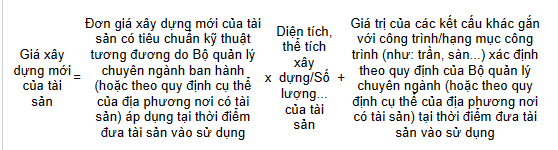 Giá xây
dựng mới
của tài
sản
=
Đơn giá xây dựng mới của tài
sản có tiêu chuẩn kỹ thuật
tương đương do Bộ quản lý
chuyên ngành ban hành
(hoặc theo quy định cụ thể
của địa phương nơi có tài
sản) áp dụng tại thời điểm
đưa tài sản vào sử dụng
x
Diện tích,
thể tích
xây
dựng/Số
lượng...
của tài
sản
+
Giá trị của các kết cấu khác gắn
với công trình/hạng mục công
trình (như: trần, sàn...) xác định
theo quy định của Bộ quản lý
chuyên ngành (hoặc theo quy
định cụ thể của địa phương nơi
có tài sản) tại thời điểm đưa tài
sản vào sử dụng